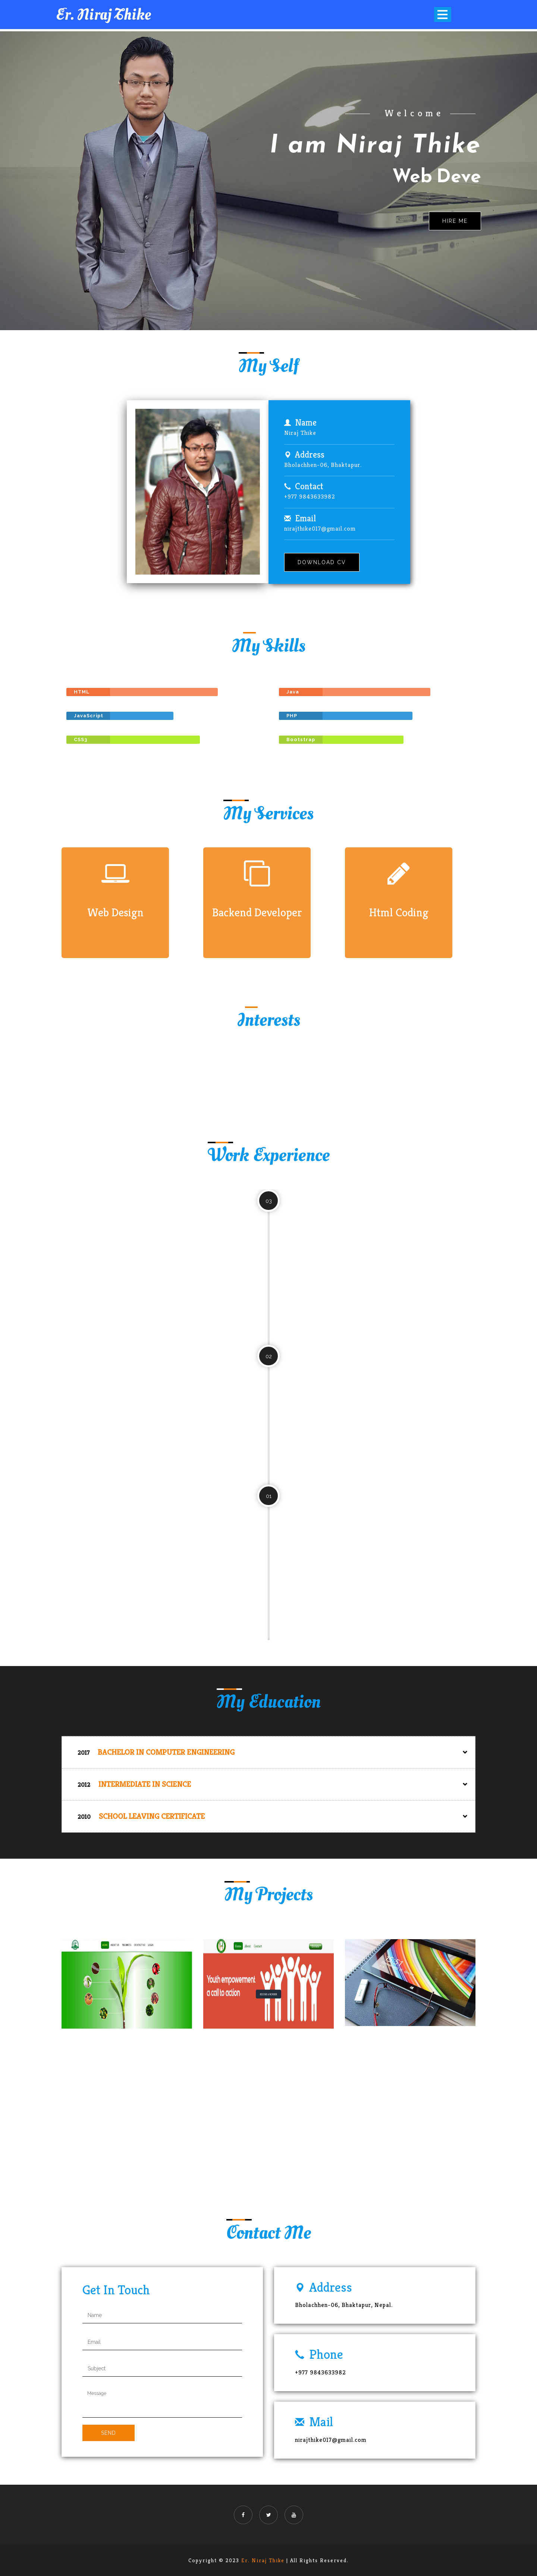 Er. Niraj Thike
Welcome
I am Niraj Thike
Web Deve
HIRE ME
My Self
Name
Niraj Thike
Address
Bholachhen-06, Bhaktapur.
Contact
+977 9843633982
Email
nirajthike017@gmail.com
DOWNLOAD CV
My Skills
HTML
Java
JavaScript
PHP
CSS3
Bootstrap
My Services
Web Design
Backend Developer
Html Coding
Interests
Work Experience
03
02
01
My Education
2017 BACHELOR IN COMPUTER ENGINEERING
2012 INTERMEDIATE IN SCIENCE
2010 SCHOOL LEAVING CERTIFICATE
My Projects
Youth empowerment
a call to action
Contact Me
Get In Touch
Name
Email
Subject
Message
SEND
Address
Bholachhen-06, Bhaktapur, Nepal.
Phone
+977 9843633982
Mail
nirajthike017@gmail.com
Copyright © 2023 Er. Niraj Thike | All Rights Reserved.